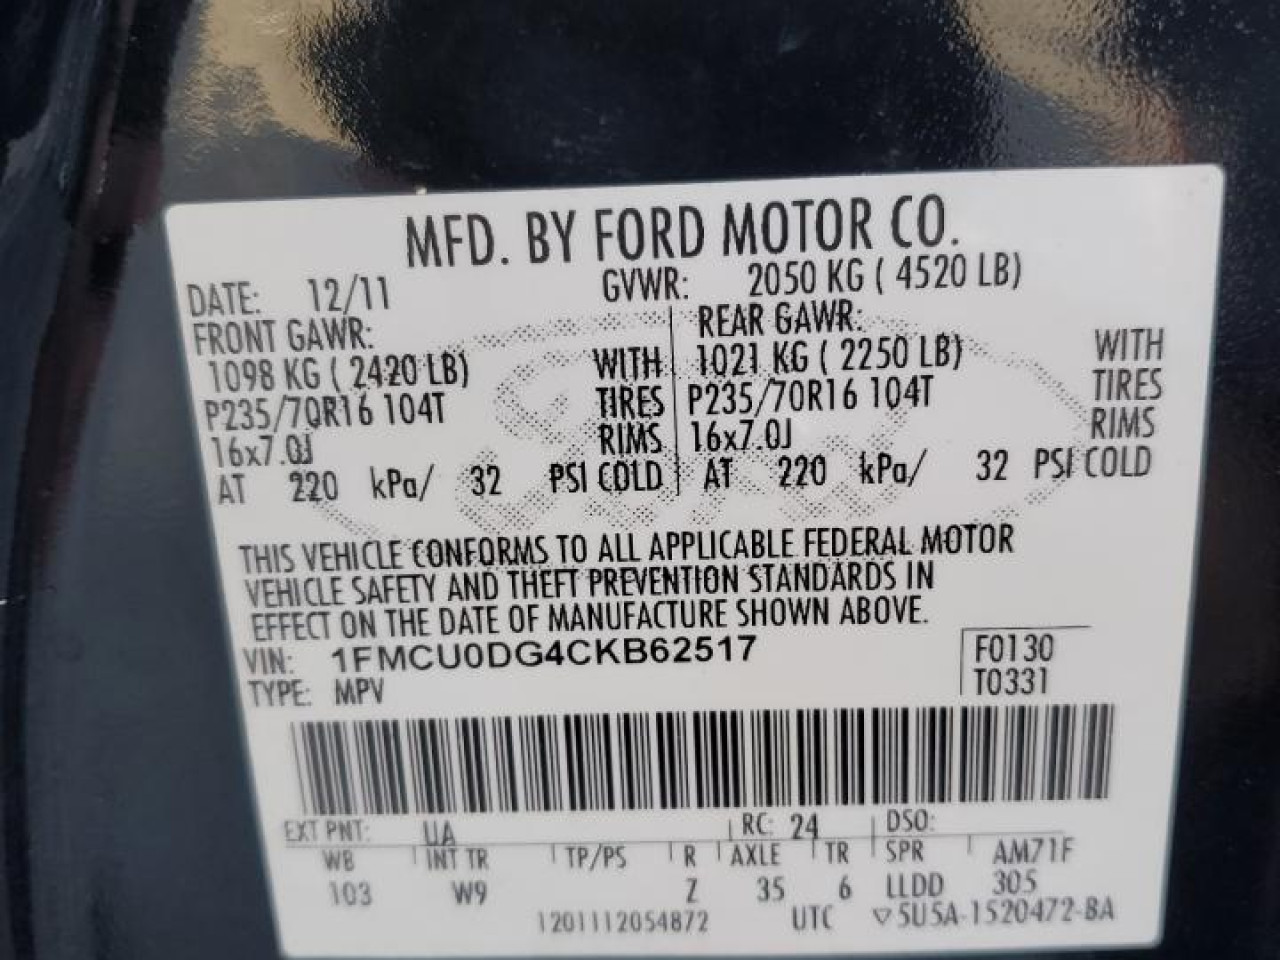 MFD. BY FORD MOTOR CO.
DATE: 12/11 GVWR: 2050 KG ( 4520 LB)
FRONT GAWR: REAR GAWR:
1098 KG ( 2420 LB) WITH 1021 KG ( 2250 LB) WITH
P235/70R16 104T TIRES P235/70R16 104T TIRES
16x7.0J RIMS 16x7.0J RIMS
AT 220 kPa/ 32 PSI COLD AT 220 kPa/ 32 PSI COLD
THIS VEHICLE CONFORMS TO ALL APPLICABLE FEDERAL MOTOR
VEHICLE SAFETY AND THEFT PREVENTION STANDARDS IN
EFFECT ON THE DATE OF MANUFACTURE SHOWN ABOVE.
VIN: 1FMCU0DG4CKB62517 F0130
TYPE: MPV T0331
EXT PNT: UA RC: 24 DSO:
WB INT TR TP/PS R AXLE TR SPR AM71F
103 W9 Z 35 6 LLDD 305
1201112054872 UTC ▽5U5A-1520472-BA